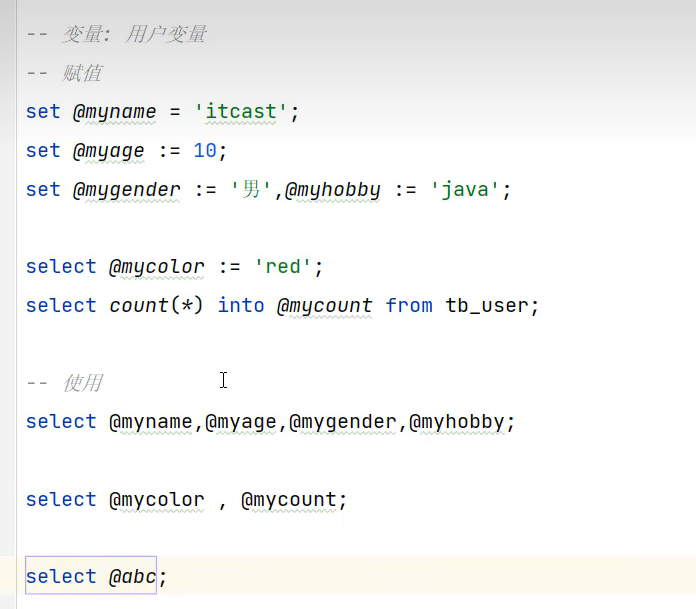 -- 变量: 用户变量
-- 赋值
set @myname = 'itcast';
set @myage := 10;
set @mygender := '男',@myhobby := 'java';
select @mycolor := 'red';
select count(*) into @mycount from tb_user;
-- 使用
select @myname,@myage,@mygender,@myhobby;
select @mycolor , @mycount;
select @abc;